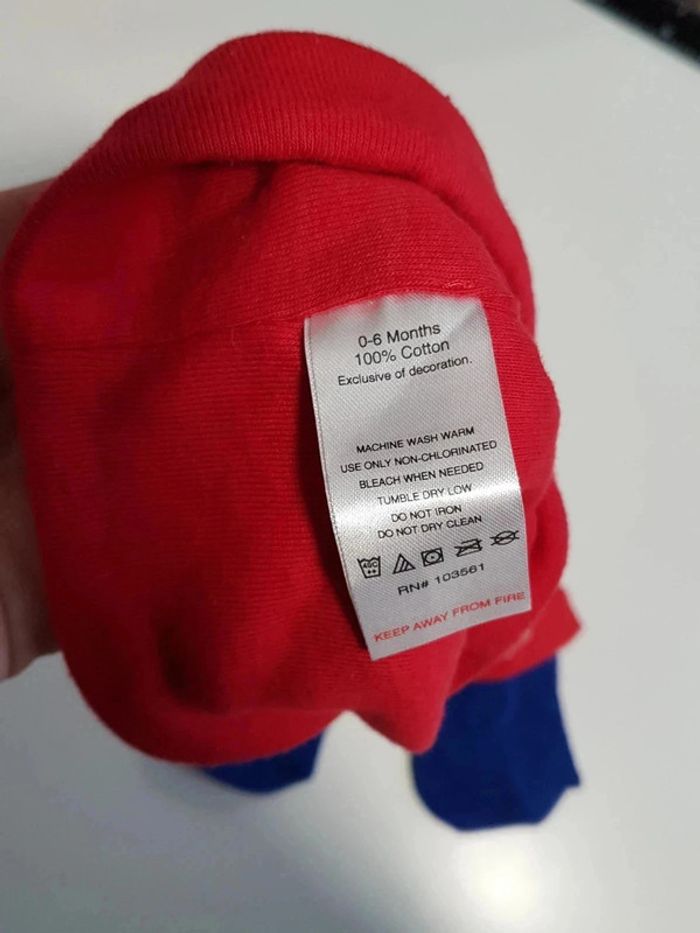 0-6 Months
100% Cotton
Exclusive of decoration.
MACHINE WASH WARM
USE ONLY NON-CHLORINATED
BLEACH WHEN NEEDED
TUMBLE DRY LOW
DO NOT IRON
DO NOT DRY CLEAN
40C
RN# 103561
KEEP AWAY FROM FIRE